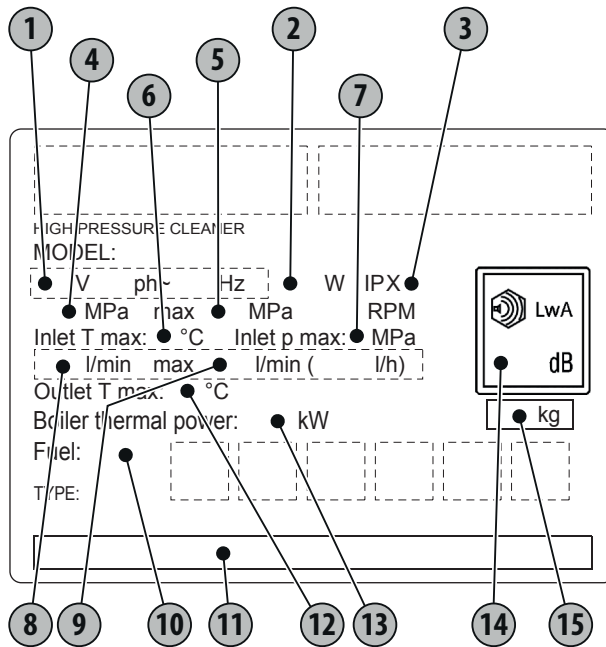 1 2 3
4 5
6 7
HIGH PRESSURE CLEANER
MODEL:
V ph~ Hz W IPX
MPa max MPa RPM
Inlet T max: °C Inlet p max: MPa
l/min max l/min ( l/h)
Outlet T max: °C
Boiler thermal power: kW
Fuel:
TYPE:
LwA
dB
kg
8 9 10 11 12 13 14 15